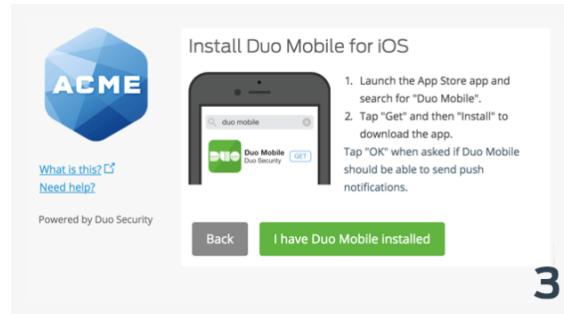 ACME
What is this?
Need help?
Powered by Duo Security
Install Duo Mobile for iOS
duo mobile
DUO
Duo Mobile
Duo Security
GET
1. Launch the App Store app and
search for "Duo Mobile".
2. Tap "Get" and then "Install" to
download the app.
Tap "OK" when asked if Duo Mobile
should be able to send push
notifications.
Back
I have Duo Mobile installed
3